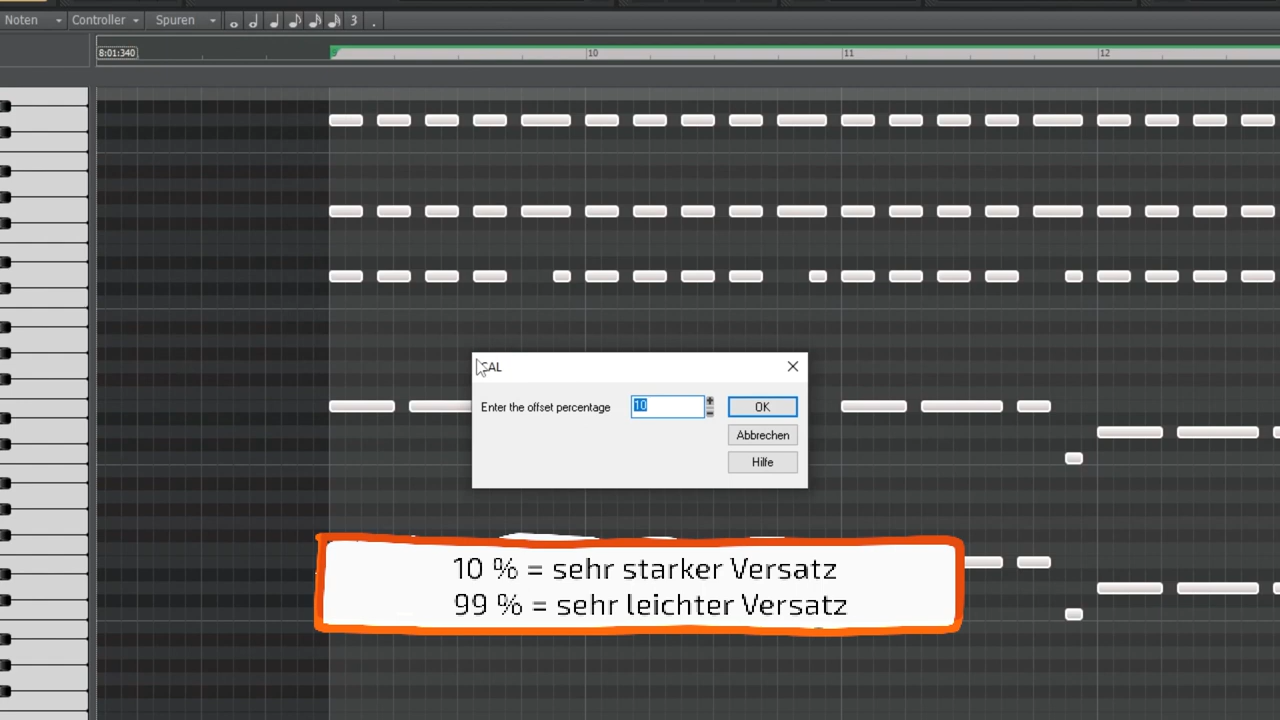 Noten Controller Spuren 3 .
8:01:340 10 11 12
CAL
Enter the offset percentage 10 OK
Abbrechen
Hilfe
10 % = sehr starker Versatz
99 % = sehr leichter Versatz